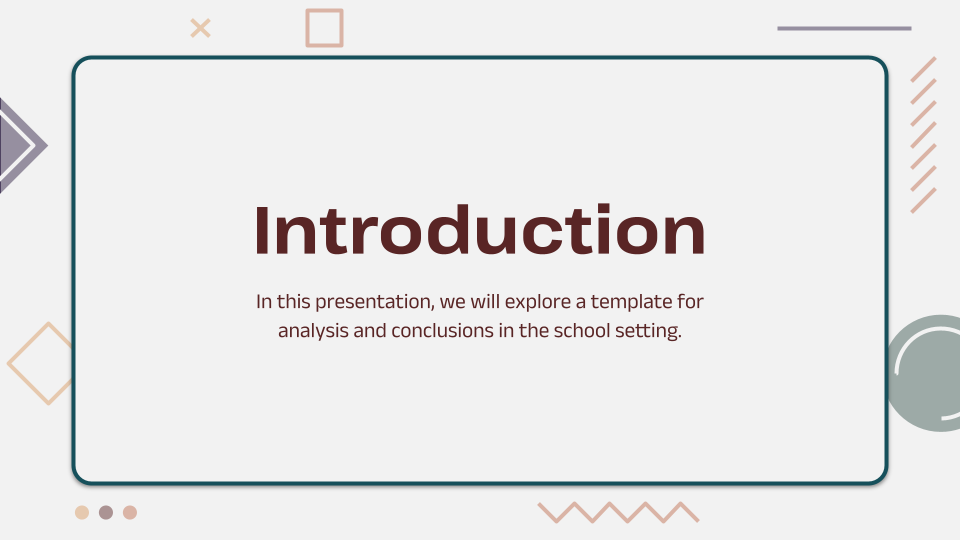 Introduction
In this presentation, we will explore a template for
analysis and conclusions in the school setting.